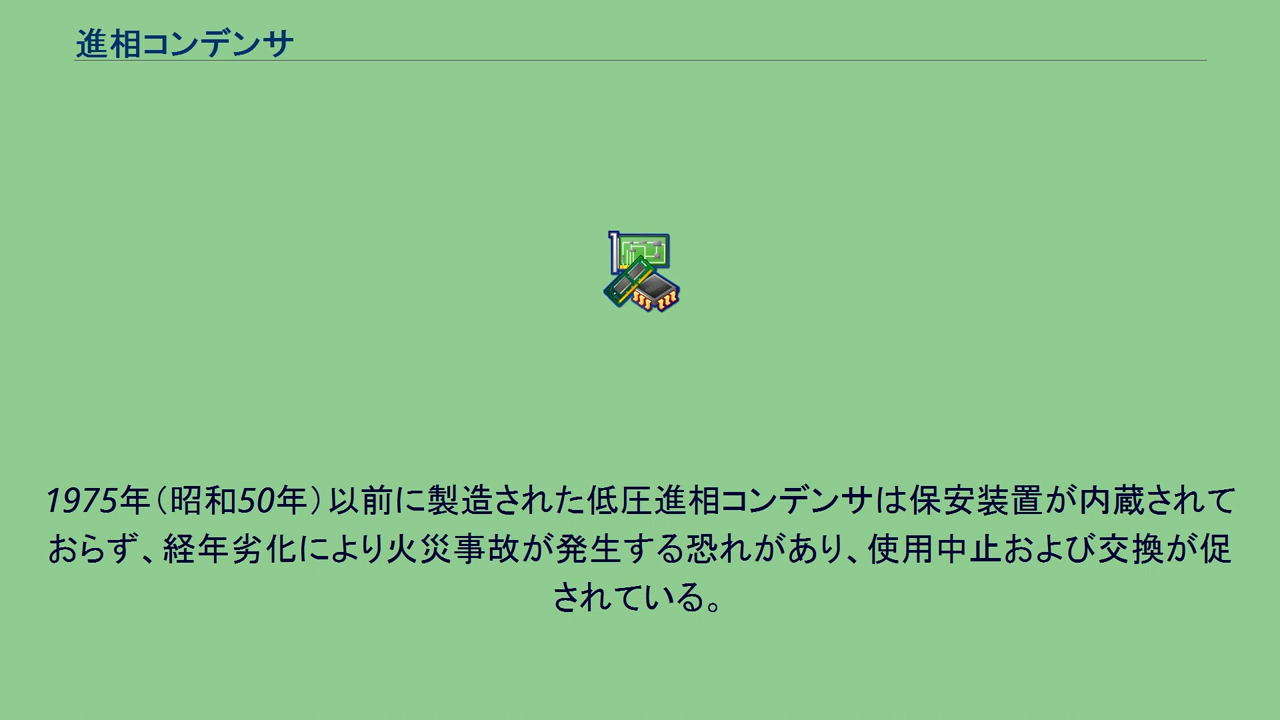 進相コンデンサ
1975年（昭和50年）以前に製造された低圧進相コンデンサは保安装置が内蔵されて
おらず、経年劣化により火災事故が発生する恐れがあり、使用中止および交換が促
されている。